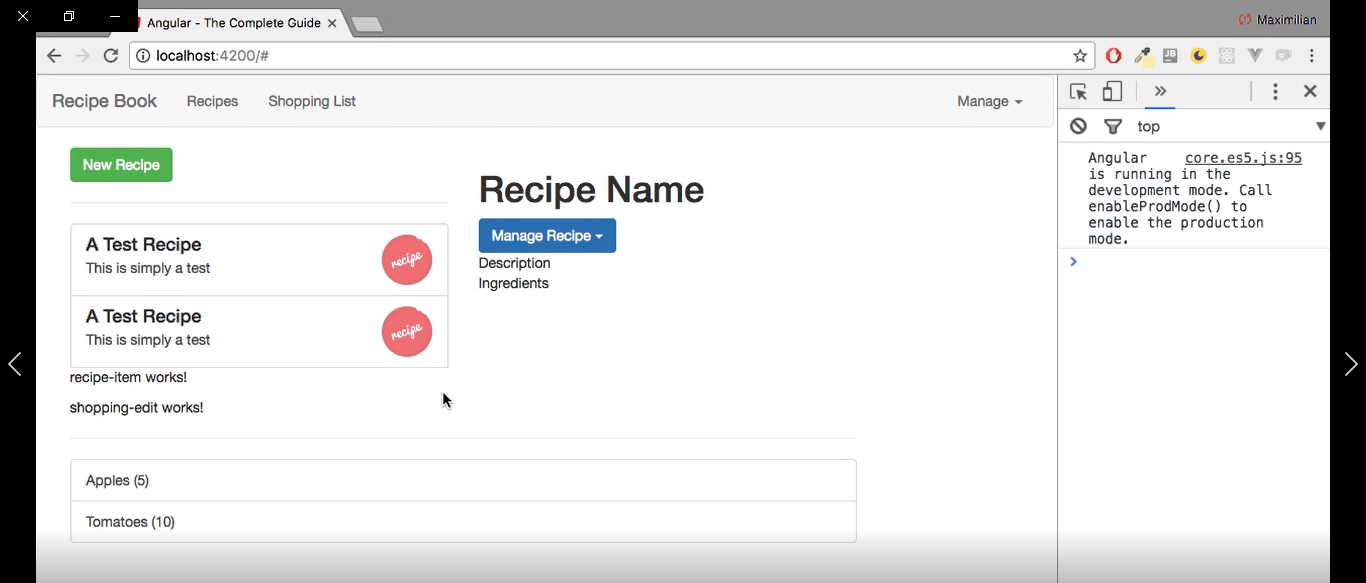 Angular - The Complete Guide
Maximilian
localhost:4200/#
Recipe Book Recipes Shopping List Manage
New Recipe
A Test Recipe
This is simply a test
recipe
A Test Recipe
This is simply a test
recipe
recipe-item works!
shopping-edit works!
Recipe Name
Manage Recipe
Description
Ingredients
Apples (5)
Tomatoes (10)
top
Angular core.es5.js:95
is running in the
development mode. Call
enableProdMode() to
enable the production
mode.